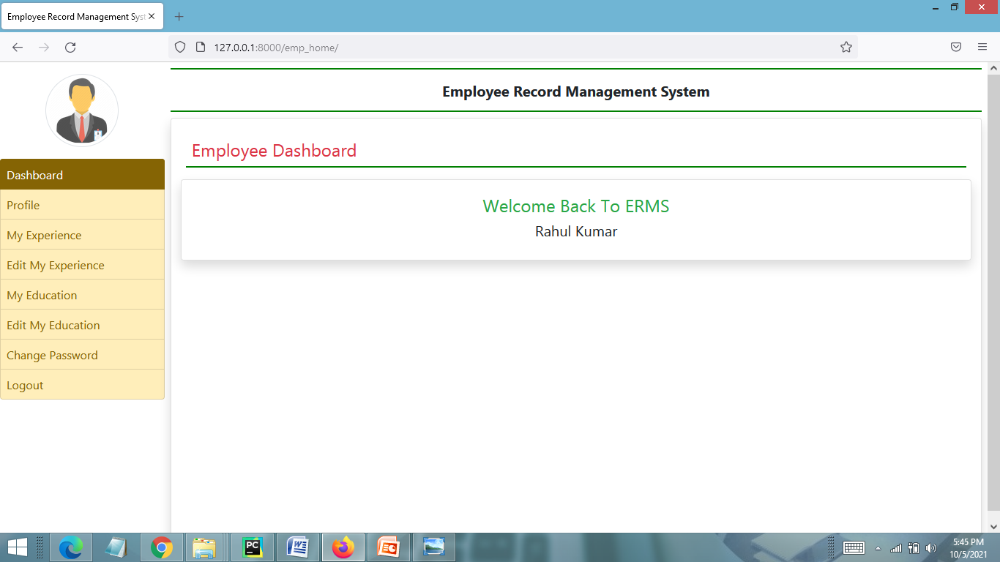 Employee Record Management Syst
127.0.0.1:8000/emp_home/
Employee Record Management System
Dashboard
Profile
My Experience
Edit My Experience
My Education
Edit My Education
Change Password
Logout
Employee Dashboard
Welcome Back To ERMS
Rahul Kumar
PC
W
P
5:45 PM
10/5/2021